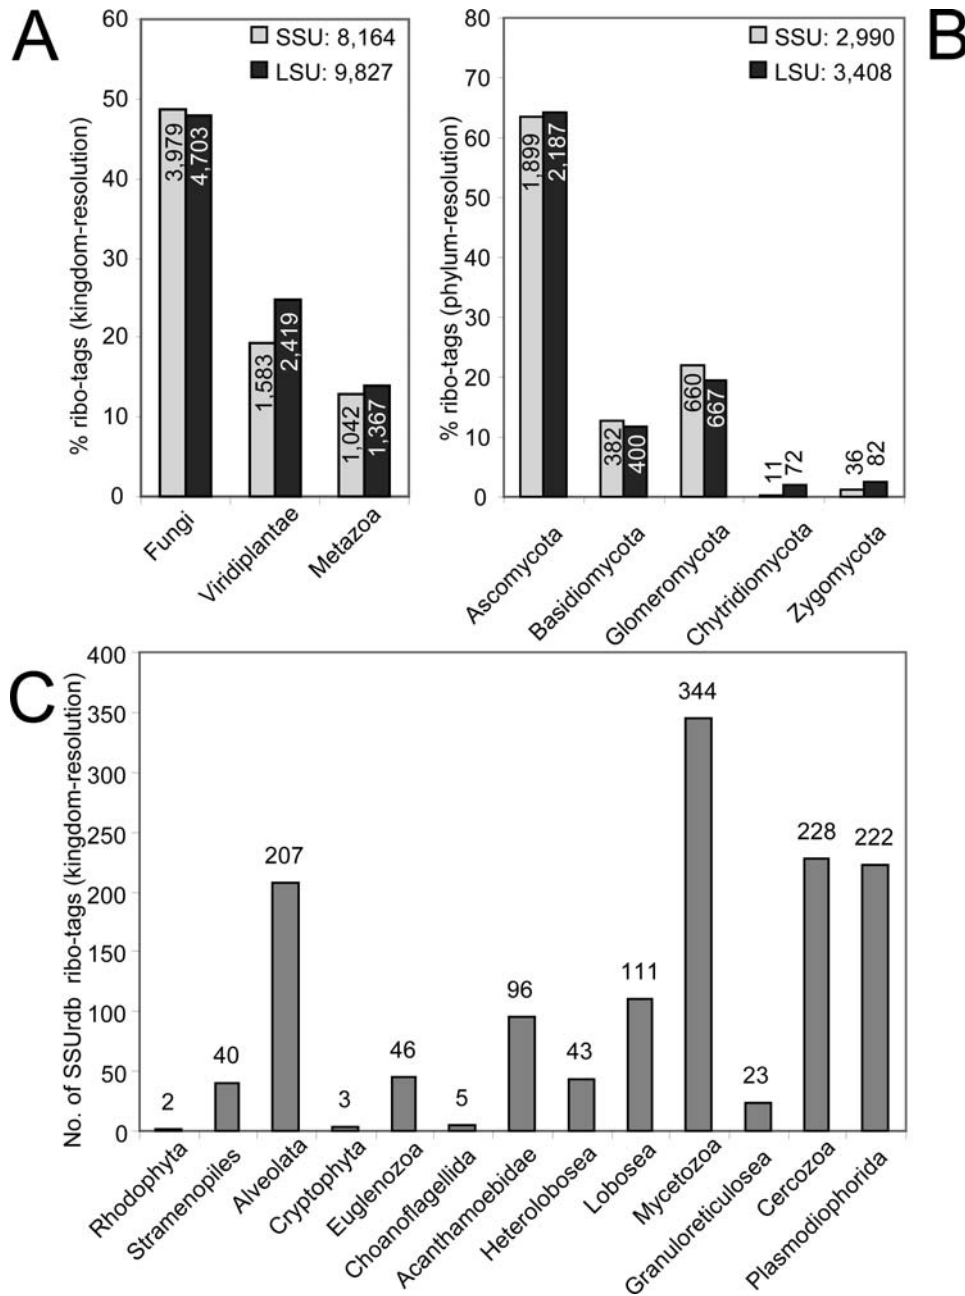 A
% ribo-tags (kingdom-resolution)
60
50
40
30
20
10
0
SSU: 8,164
LSU: 9,827
3,979
4,703
1,583
2,419
1,042
1,367
Fungi
Viridiplantae
Metazoa
B
% ribo-tags (phylum-resolution)
80
70
60
50
40
30
20
10
0
SSU: 2,990
LSU: 3,408
1,899
2,187
382
400
660
667
11
72
36
82
Ascomycota
Basidiomycota
Glomeromycota
Chytridiomycota
Zygomycota
C
No. of SSUrdb ribo-tags (kingdom-resolution)
400
350
300
250
200
150
100
50
0
2
40
207
3
46
5
96
43
111
344
23
228
222
Rhodophyta
Stramenopiles
Alveolata
Cryptophyta
Euglenozoa
Choanoflagellida
Acanthamoebidae
Heterolobosea
Lobosea
Mycetozoa
Granuloreticulosea
Cercozoa
Plasmodiophorida